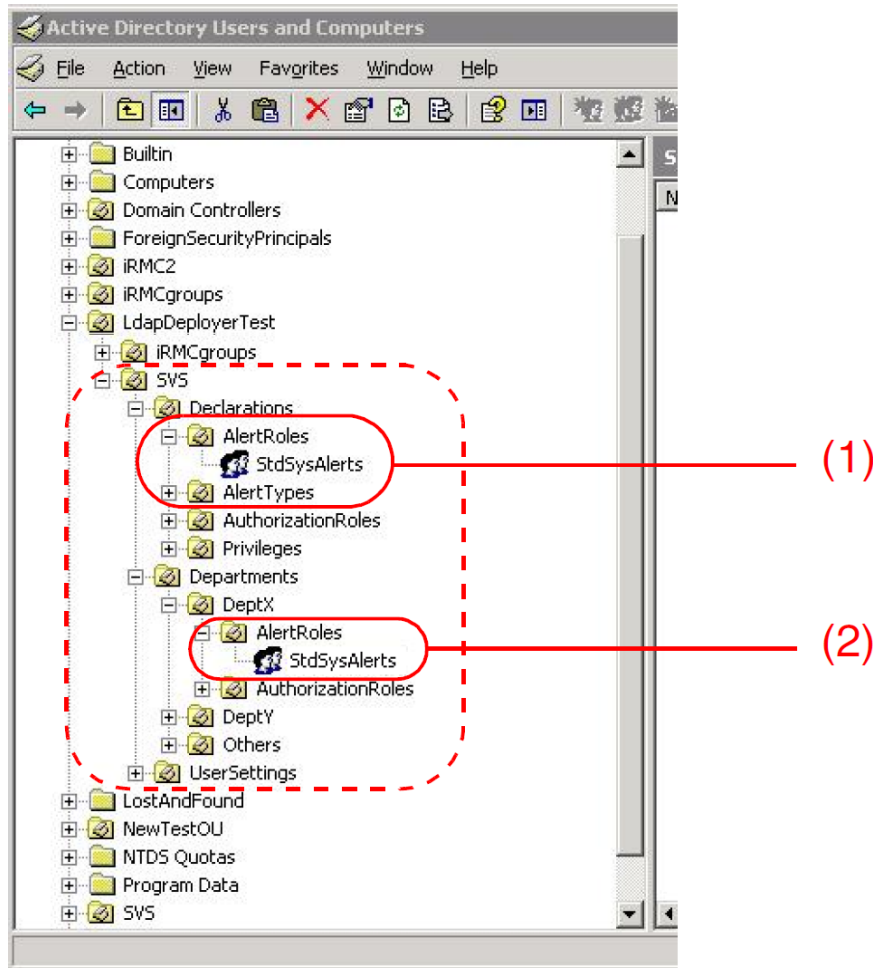 Active Directory Users and Computers
File Action View Favorites Window Help
S
N
Builtin
Computers
Domain Controllers
ForeignSecurityPrincipals
iRMC2
iRMCgroups
LdapDeployerTest
iRMCgroups
SVS
Declarations
AlertRoles
StdSysAlerts
(1)
AlertTypes
AuthorizationRoles
Privileges
Departments
DeptX
AlertRoles
(2)
StdSysAlerts
AuthorizationRoles
DeptY
Others
UserSettings
LostAndFound
NewTestOU
NTDS Quotas
Program Data
SVS